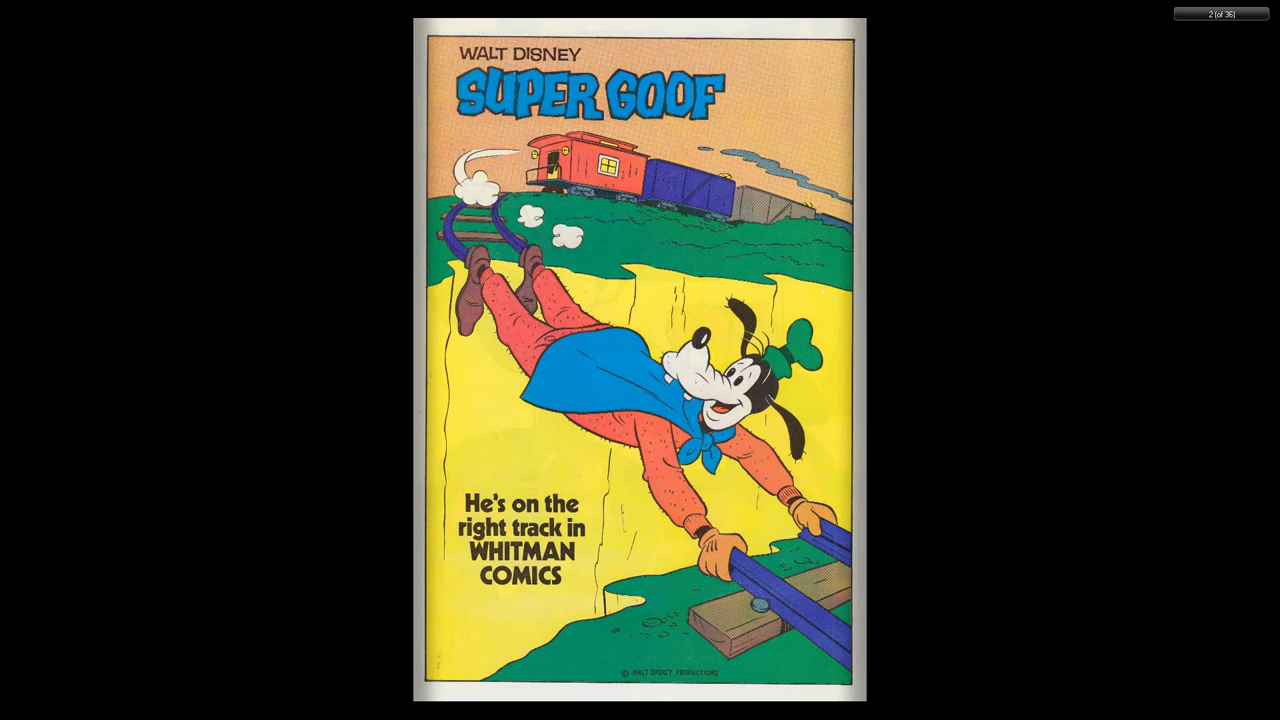 2 (of 36)
WALT DISNEY
SUPER GOOF
He's on the
right track in
WHITMAN
COMICS
© WALT DISNEY PRODUCTIONS